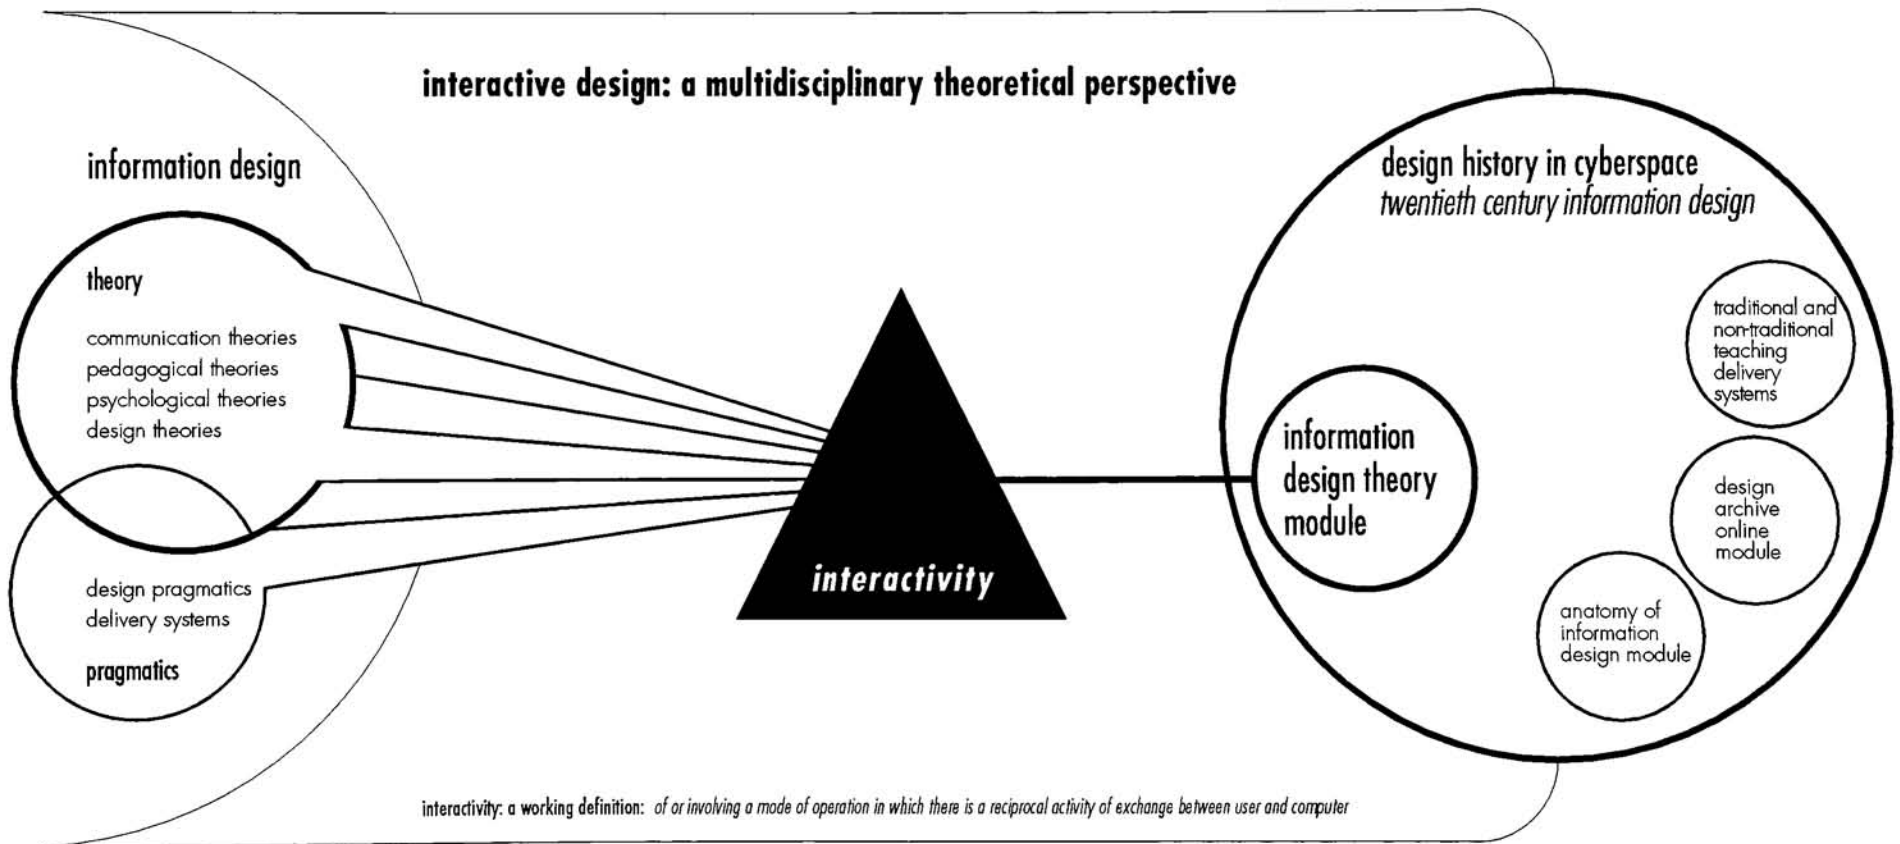 interactive design: a multidisciplinary theoretical perspective
information design
theory
communication theories
pedagogical theories
psychological theories
design theories
design pragmatics
delivery systems
pragmatics
interactivity
design history in cyberspace
twentieth century information design
information
design theory
module
traditional and
non-traditional
teaching
delivery
systems
design
archive
online
module
anatomy of
information
design module
interactivity: a working definition: of or involving a mode of operation in which there is a reciprocal activity of exchange between user and computer